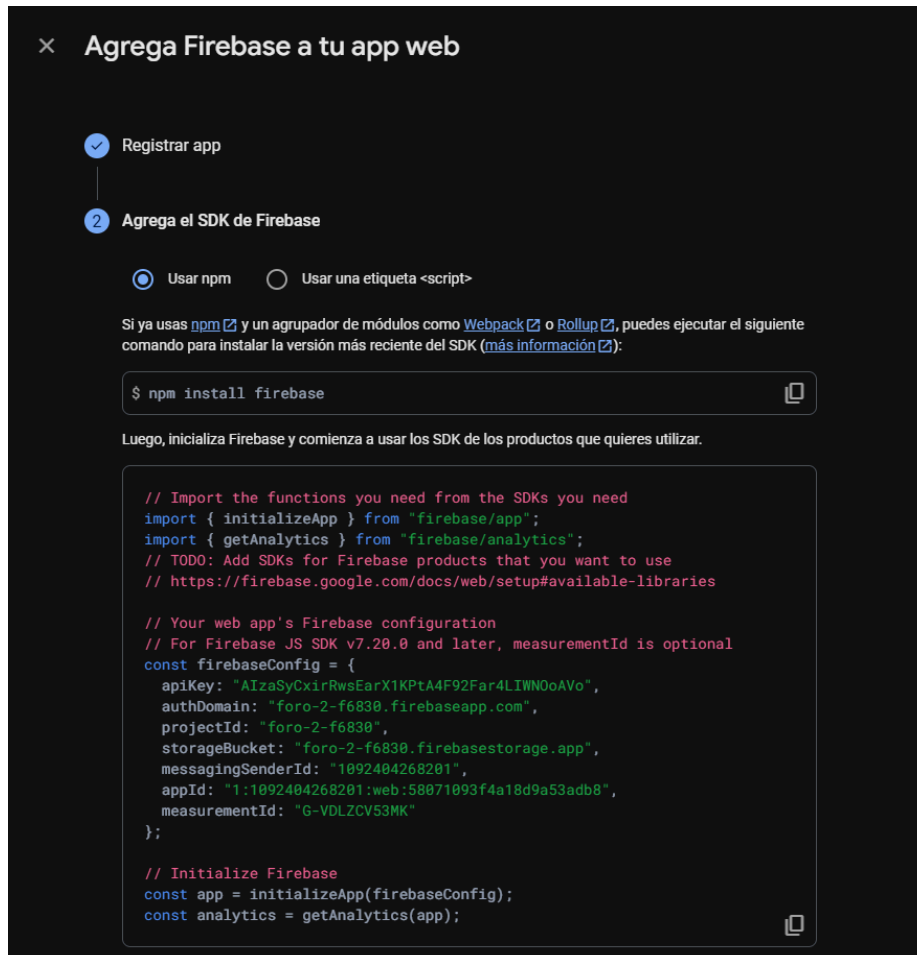 Agrega Firebase a tu app web
Registrar app
2 Agrega el SDK de Firebase
Usar npm Usar una etiqueta <script>
Si ya usas npm y un agrupador de módulos como Webpack o Rollup, puedes ejecutar el siguiente
comando para instalar la versión más reciente del SDK (más información):
$ npm install firebase
Luego, inicializa Firebase y comienza a usar los SDK de los productos que quieres utilizar.
// Import the functions you need from the SDKs you need
import { initializeApp } from "firebase/app";
import { getAnalytics } from "firebase/analytics";
// TODO: Add SDKs for Firebase products that you want to use
// https://firebase.google.com/docs/web/setup#available-libraries
// Your web app's Firebase configuration
// For Firebase JS SDK v7.20.0 and later, measurementId is optional
const firebaseConfig = {
apiKey: "AIzaSyCxirRwsEarX1KPtA4F92Far4LIWNOoAVo",
authDomain: "foro-2-f6830.firebaseapp.com",
projectId: "foro-2-f6830",
storageBucket: "foro-2-f6830.firebasestorage.app",
messagingSenderId: "1092404268201",
appId: "1:1092404268201:web:58071093f4a18d9a53adb8",
measurementId: "G-VDLZCV53MK"
};
// Initialize Firebase
const app = initializeApp(firebaseConfig);
const analytics = getAnalytics(app);